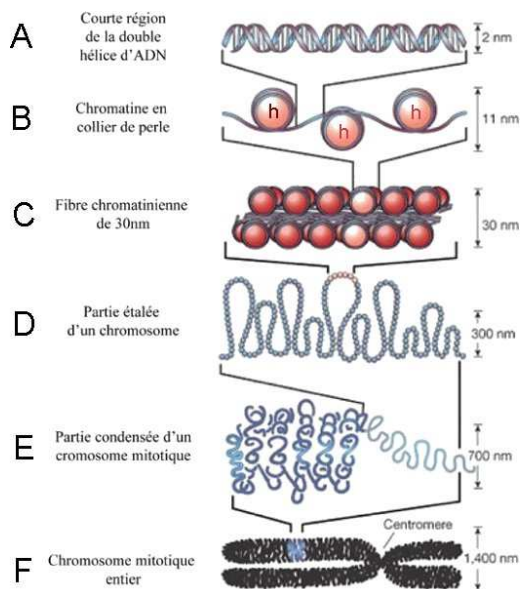 A
Courte région
de la double
hélice d'ADN
2 nm
B
Chromatine en
collier de perle
h
h
h
11 nm
C
Fibre chromatinienne
de 30nm
30 nm
D
Partie étalée
d'un chromosome
300 nm
E
Partie condensée d'un
cromosome mitotique
700 nm
F
Chromosome mitotique
entier
Centromere
1,400 nm